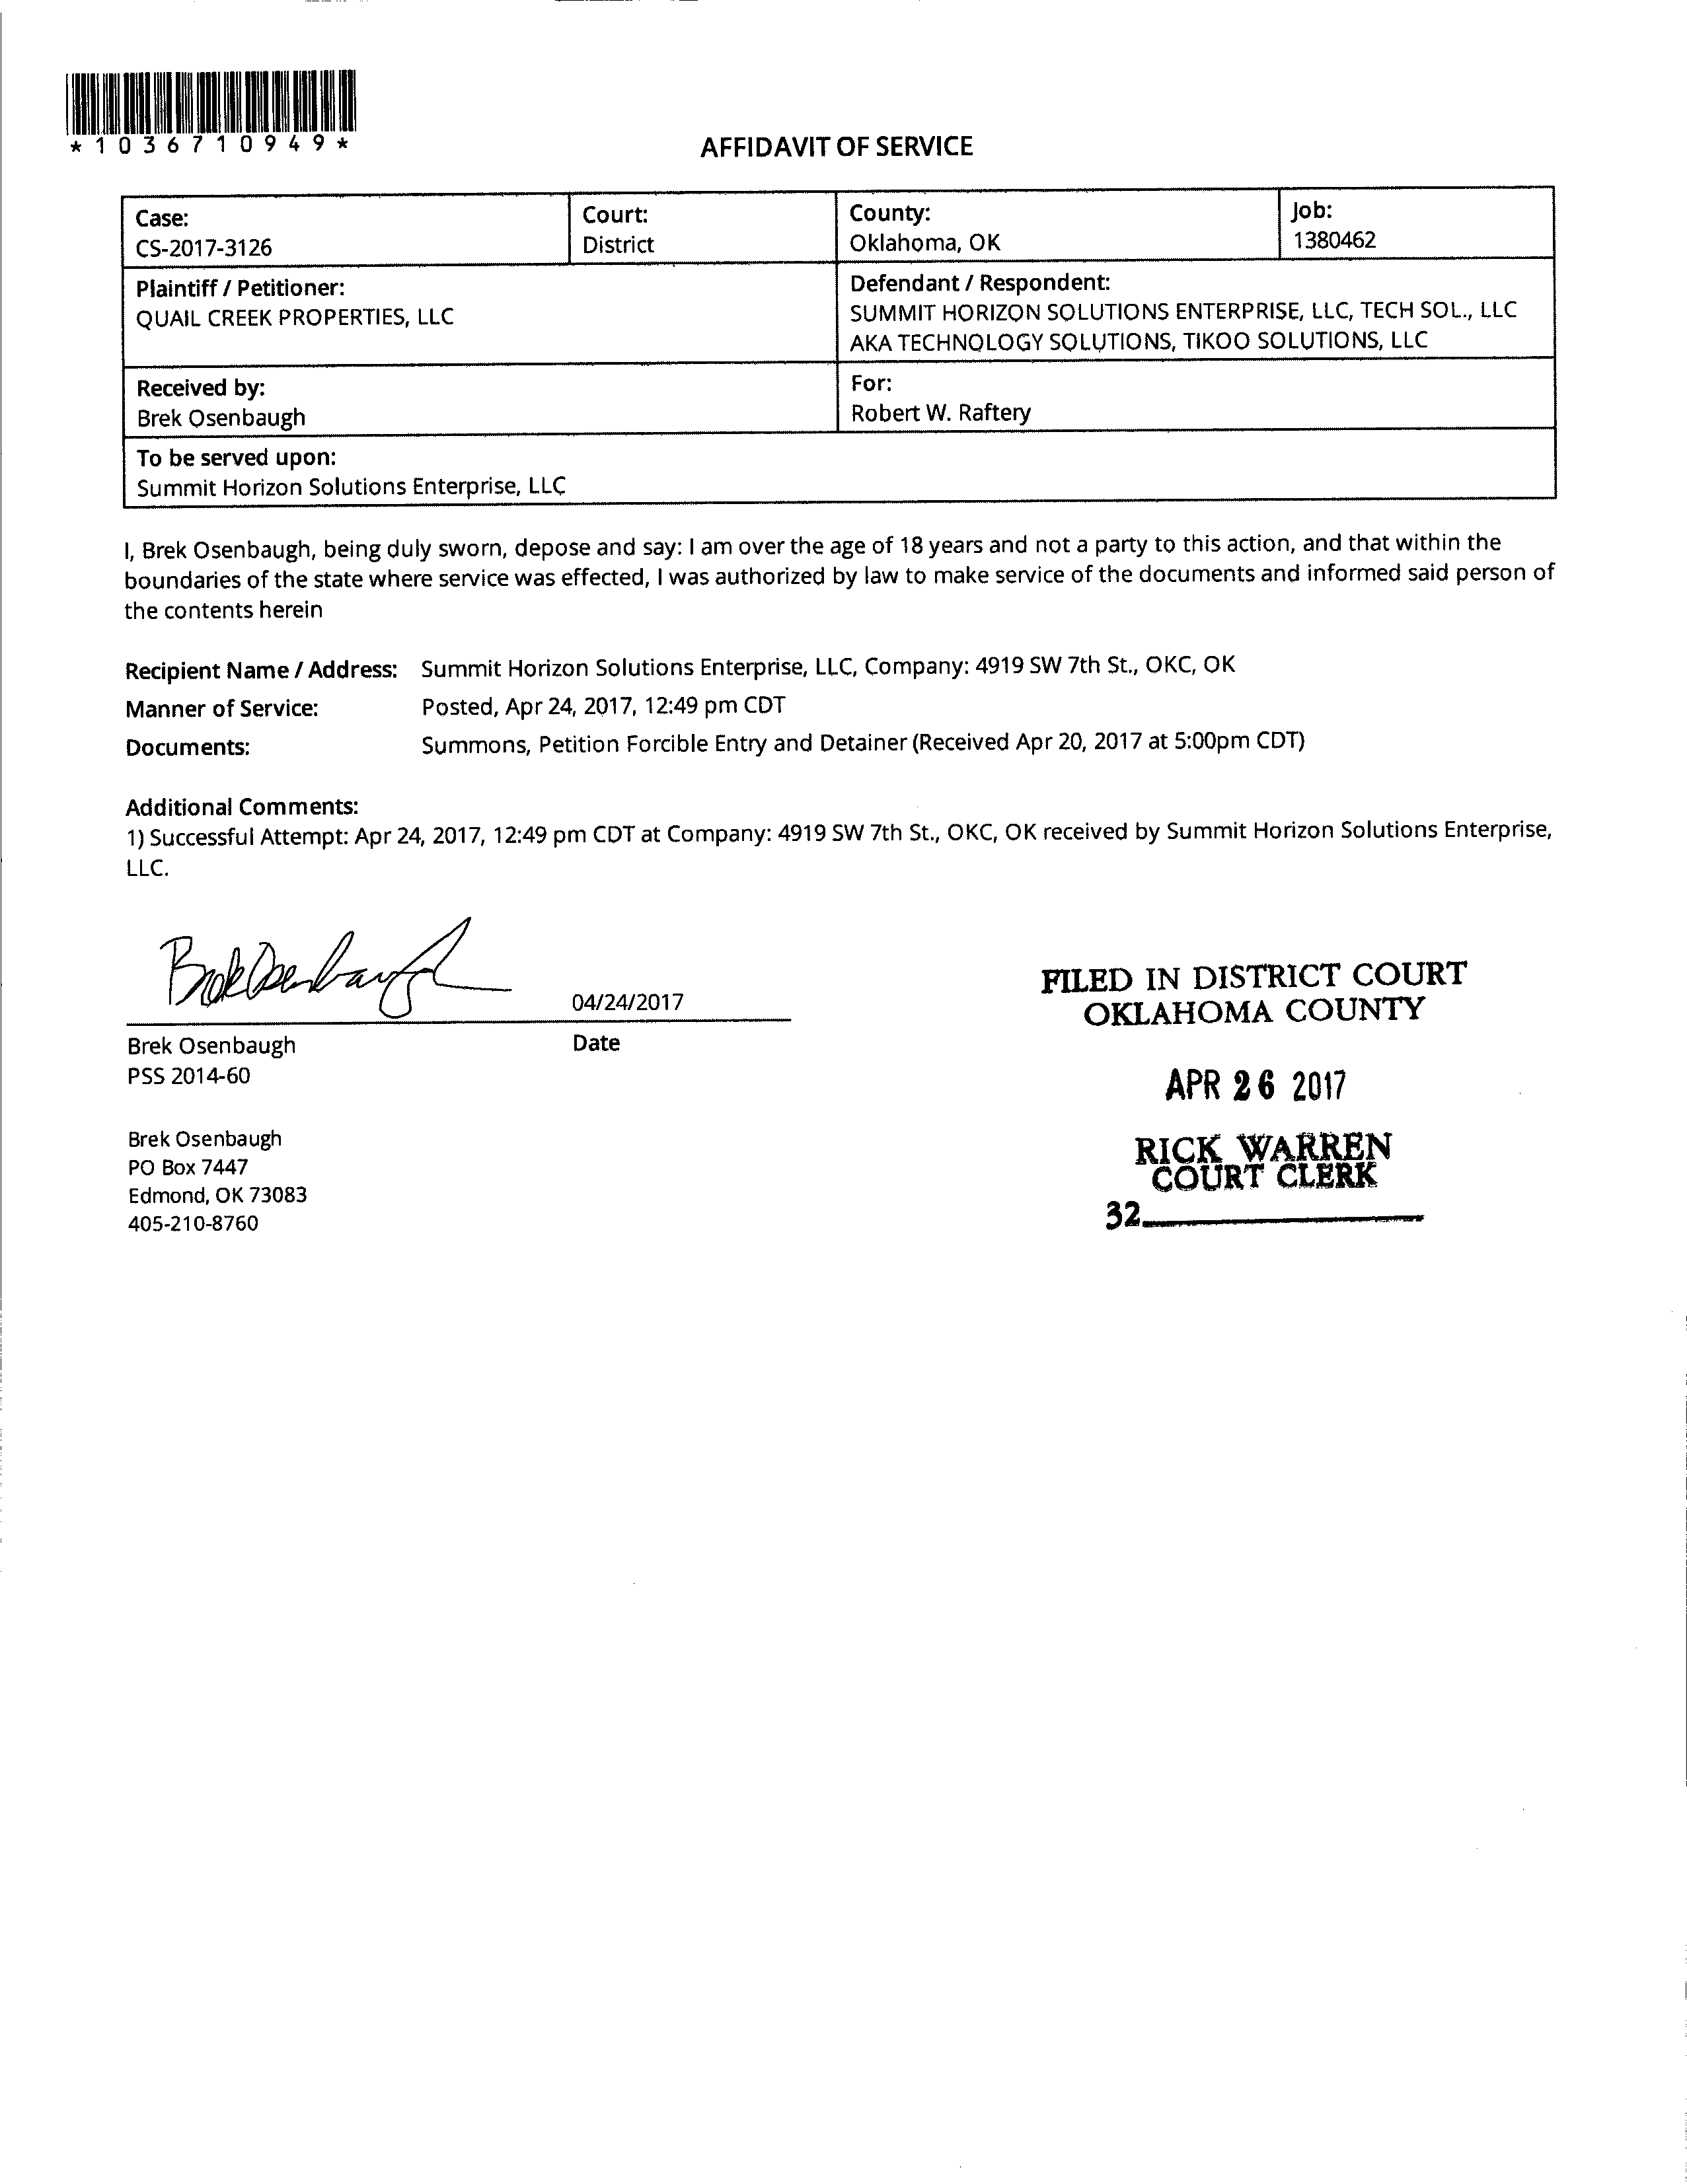 *1036710949*
AFFIDAVIT OF SERVICE
Case:
CS-2017-3126
Court:
District
County:
Oklahoma, OK
Job:
1380462
Plaintiff / Petitioner:
QUAIL CREEK PROPERTIES, LLC
Defendant / Respondent:
SUMMIT HORIZON SOLUTIONS ENTERPRISE, LLC, TECH SOL., LLC
AKA TECHNOLOGY SOLUTIONS, TIKOO SOLUTIONS, LLC
Received by:
Brek Osenbaugh
For:
Robert W. Raftery
To be served upon:
Summit Horizon Solutions Enterprise, LLC
I, Brek Osenbaugh, being duly sworn, depose and say: I am over the age of 18 years and not a party to this action, and that within the
boundaries of the state where service was effected, I was authorized by law to make service of the documents and informed said person of
the contents herein
Recipient Name / Address: Summit Horizon Solutions Enterprise, LLC, Company: 4919 SW 7th St., OKC, OK
Manner of Service: Posted, Apr 24, 2017, 12:49 pm CDT
Documents: Summons, Petition Forcible Entry and Detainer (Received Apr 20, 2017 at 5:00pm CDT)
Additional Comments:
1) Successful Attempt: Apr 24, 2017, 12:49 pm CDT at Company: 4919 SW 7th St., OKC, OK received by Summit Horizon Solutions Enterprise,
LLC.
Brek Osenbaugh
04/24/2017
Brek Osenbaugh
Date
PSS 2014-60
Brek Osenbaugh
PO Box 7447
Edmond, OK 73083
405-210-8760
FILED IN DISTRICT COURT
OKLAHOMA COUNTY
APR 26 2017
RICK WARREN
COURT CLERK
32